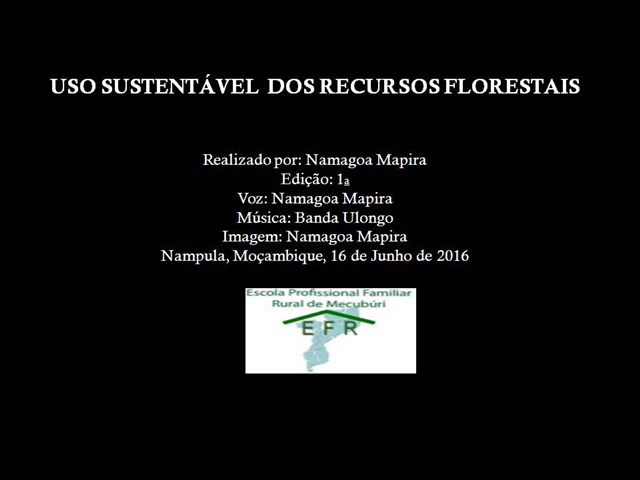 USO SUSTENTÁVEL DOS RECURSOS FLORESTAIS
Realizado por: Namagoa Mapira
Edição: 1ª
Voz: Namagoa Mapira
Música: Banda Ulongo
Imagem: Namagoa Mapira
Nampula, Moçambique, 16 de Junho de 2016
Escola Profissional Familiar
Rural de Mecubúri
E F R